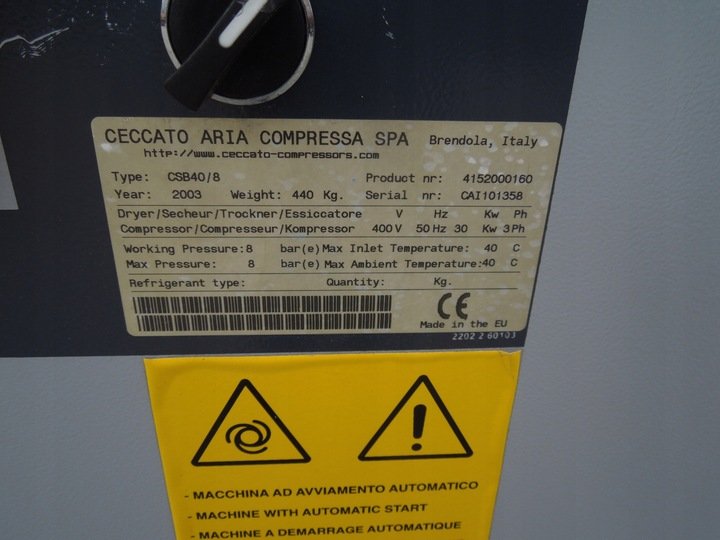 CECCATO ARIA COMPRESSA SPA Brendola, Italy
http://www.ceccato-compressors.com
Type: CSB40/8 Product nr: 4152000160
Year: 2003 Weight: 440 Kg. Serial nr: CAI101358
Dryer/Secheur/Trockner/Essiccatore V Hz Kw Ph
Compressor/Compresseur/Kompressor 400 V 50 Hz 30 Kw 3 Ph
Working Pressure: 8 bar(e) Max Inlet Temperature: 40 C
Max Pressure: 8 bar(e) Max Ambient Temperature: 40 C
Refrigerant type: Quantity: Kg.
CE
Made in the EU
2202 2 60103
- MACCHINA AD AVVIAMENTO AUTOMATICO
- MACHINE WITH AUTOMATIC START
- MACHINE A DEMARRAGE AUTOMATIQUE